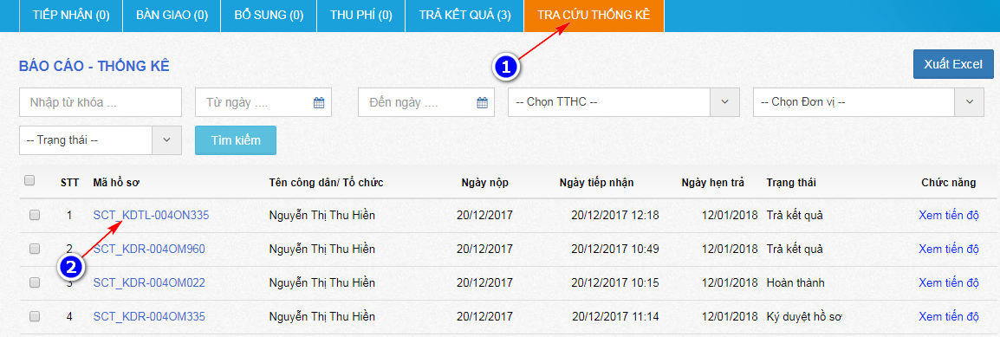 TIẾP NHẬN (0) BÀN GIAO (0) BỔ SUNG (0) THU PHÍ (0) TRẢ KẾT QUẢ (3) TRA CỨU THỐNG KÊ
1
BÁO CÁO - THỐNG KÊ Xuất Excel
Nhập từ khóa ... Từ ngày .... Đến ngày .... -- Chọn TTHC -- -- Chọn Đơn vị --
-- Trạng thái -- Tìm kiếm
STT Mã hồ sơ Tên công dân/ Tổ chức Ngày nộp Ngày tiếp nhận Ngày hẹn trả Trạng thái Chức năng
1 SCT_KDTL-004ON335 Nguyễn Thị Thu Hiền 20/12/2017 20/12/2017 12:18 12/01/2018 Trả kết quả Xem tiến độ
2 SCT_KDR-004OM960 Nguyễn Thị Thu Hiền 20/12/2017 20/12/2017 10:49 12/01/2018 Trả kết quả Xem tiến độ
2
3 SCT_KDR-004OM022 Nguyễn Thị Thu Hiền 20/12/2017 20/12/2017 10:15 12/01/2018 Hoàn thành Xem tiến độ
4 SCT_KDR-004OM335 Nguyễn Thị Thu Hiền 20/12/2017 20/12/2017 11:14 12/01/2018 Ký duyệt hồ sơ Xem tiến độ